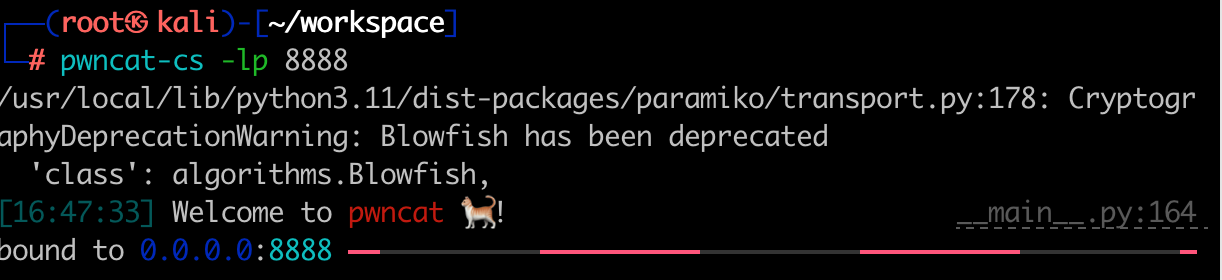 ┌──(root㉿kali)-[~/workspace]
└─# pwncat-cs -lp 8888
/usr/local/lib/python3.11/dist-packages/paramiko/transport.py:178: Cryptogr
aphyDeprecationWarning: Blowfish has been deprecated
  'class': algorithms.Blowfish,
[16:47:33] Welcome to pwncat 🐈! __main__.py:164
bound to 0.0.0.0:8888